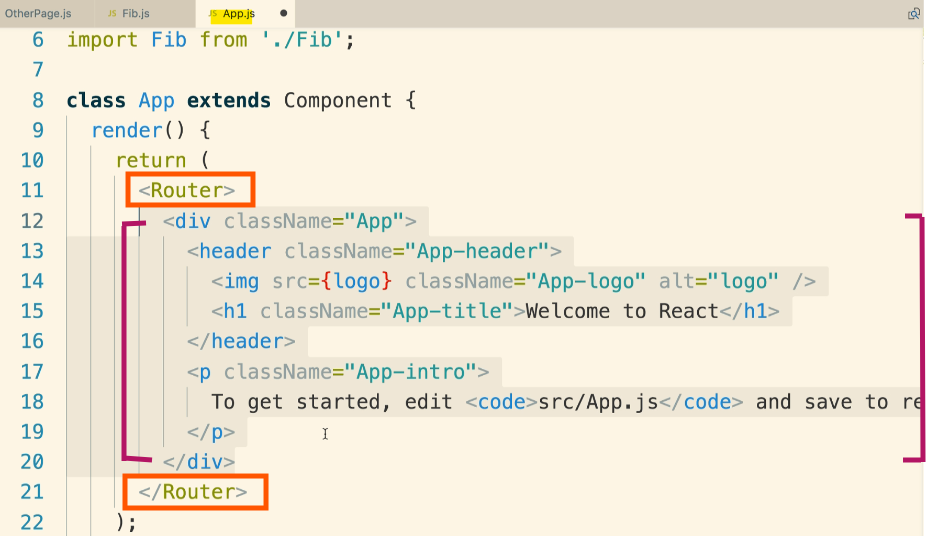 OtherPage.js JS Fib.js JS App.js
6 import Fib from './Fib';
7
8 class App extends Component {
9 render() {
10 return (
11 <Router>
12 <div className="App">
13 <header className="App-header">
14 <img src={logo} className="App-logo" alt="logo" />
15 <h1 className="App-title">Welcome to React</h1>
16 </header>
17 <p className="App-intro">
18 To get started, edit <code>src/App.js</code> and save to re
19 </p>
20 </div>
21 </Router>
22 );